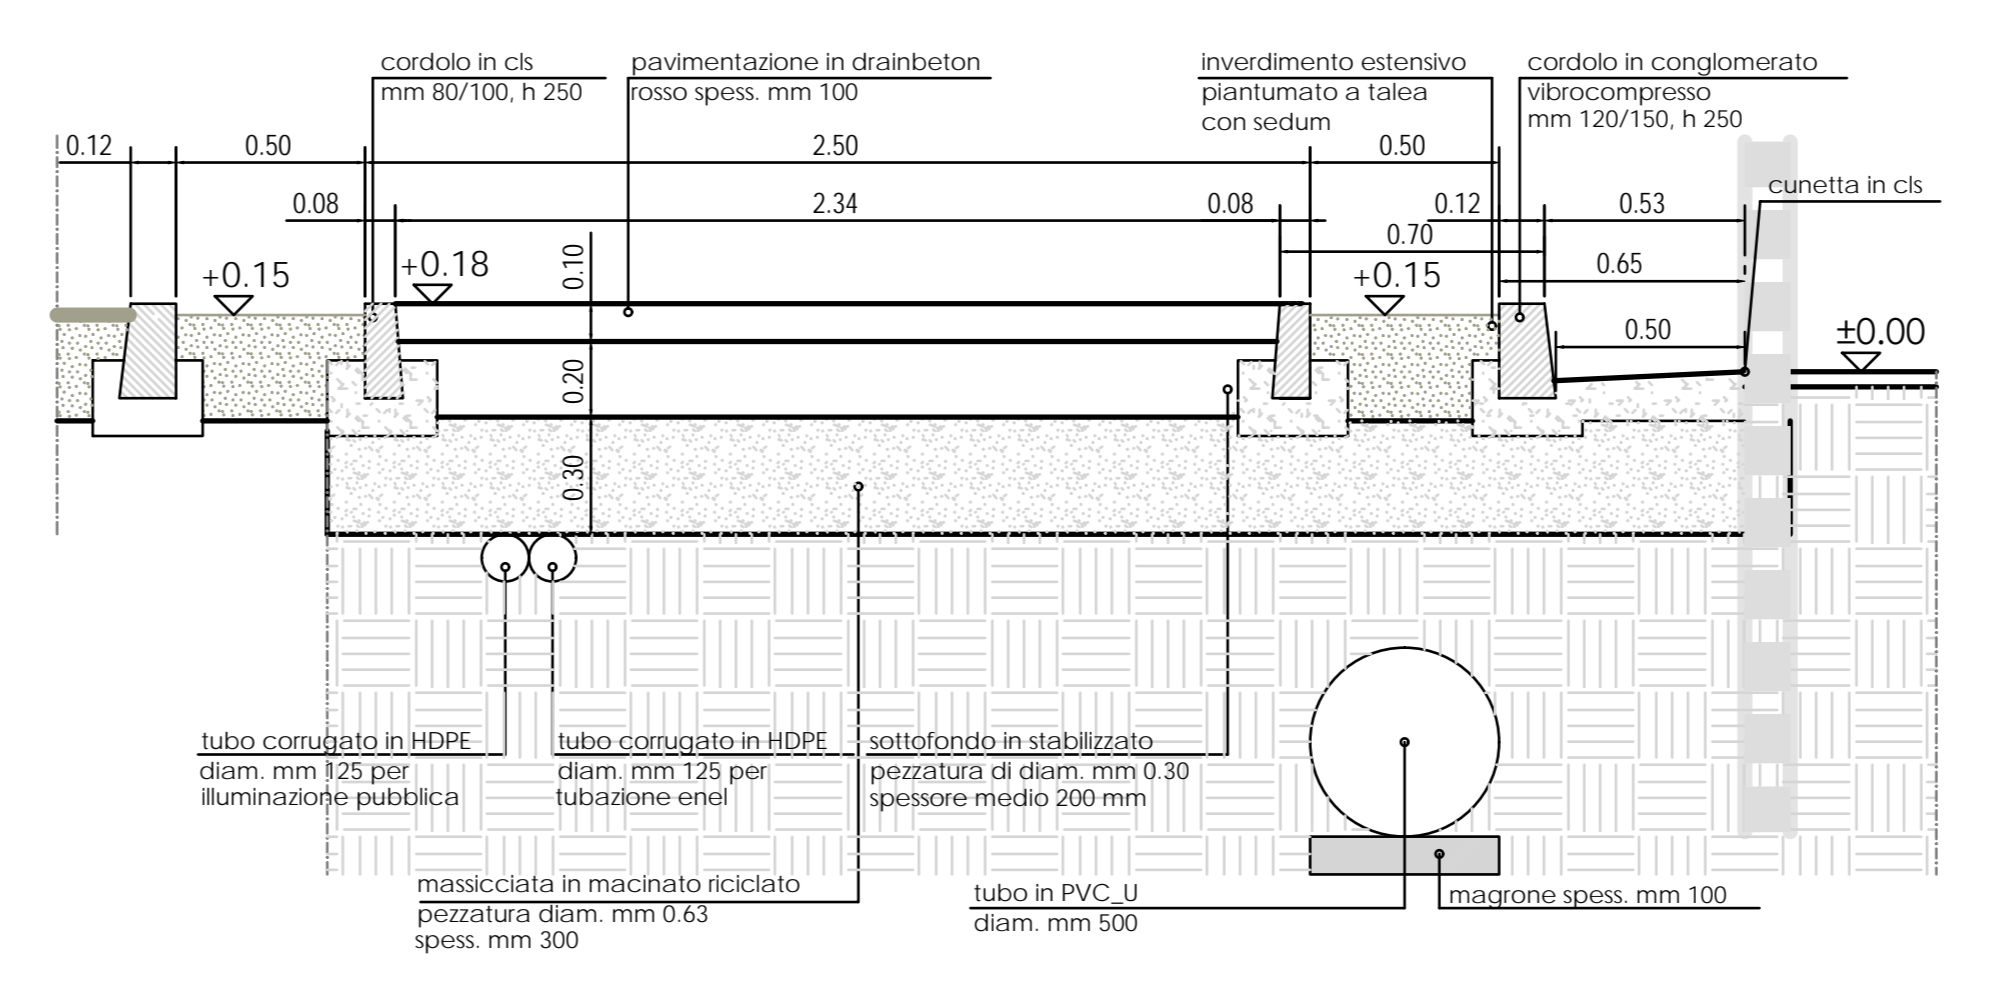 cordolo in cls
mm 80/100, h 250
pavimentazione in drainbeton
rosso spess. mm 100
inverdimento estensivo
piantumato a talea
con sedum
cordolo in conglomerato
vibrocompresso
mm 120/150, h 250
0.12
0.50
2.50
0.50
cunetta in cls
0.08
2.34
0.08
0.12
0.53
0.70
0.65
+0.15
+0.18
0.10
+0.15
0.50
±0.00
0.20
0.30
tubo corrugato in HDPE
diam. mm 125 per
illuminazione pubblica
tubo corrugato in HDPE
diam. mm 125 per
tubazione enel
sottofondo in stabilizzato
pezzatura di diam. mm 0.30
spessore medio 200 mm
massicciata in macinato riciclato
pezzatura diam. mm 0.63
spess. mm 300
tubo in PVC_U
diam. mm 500
magrone spess. mm 100